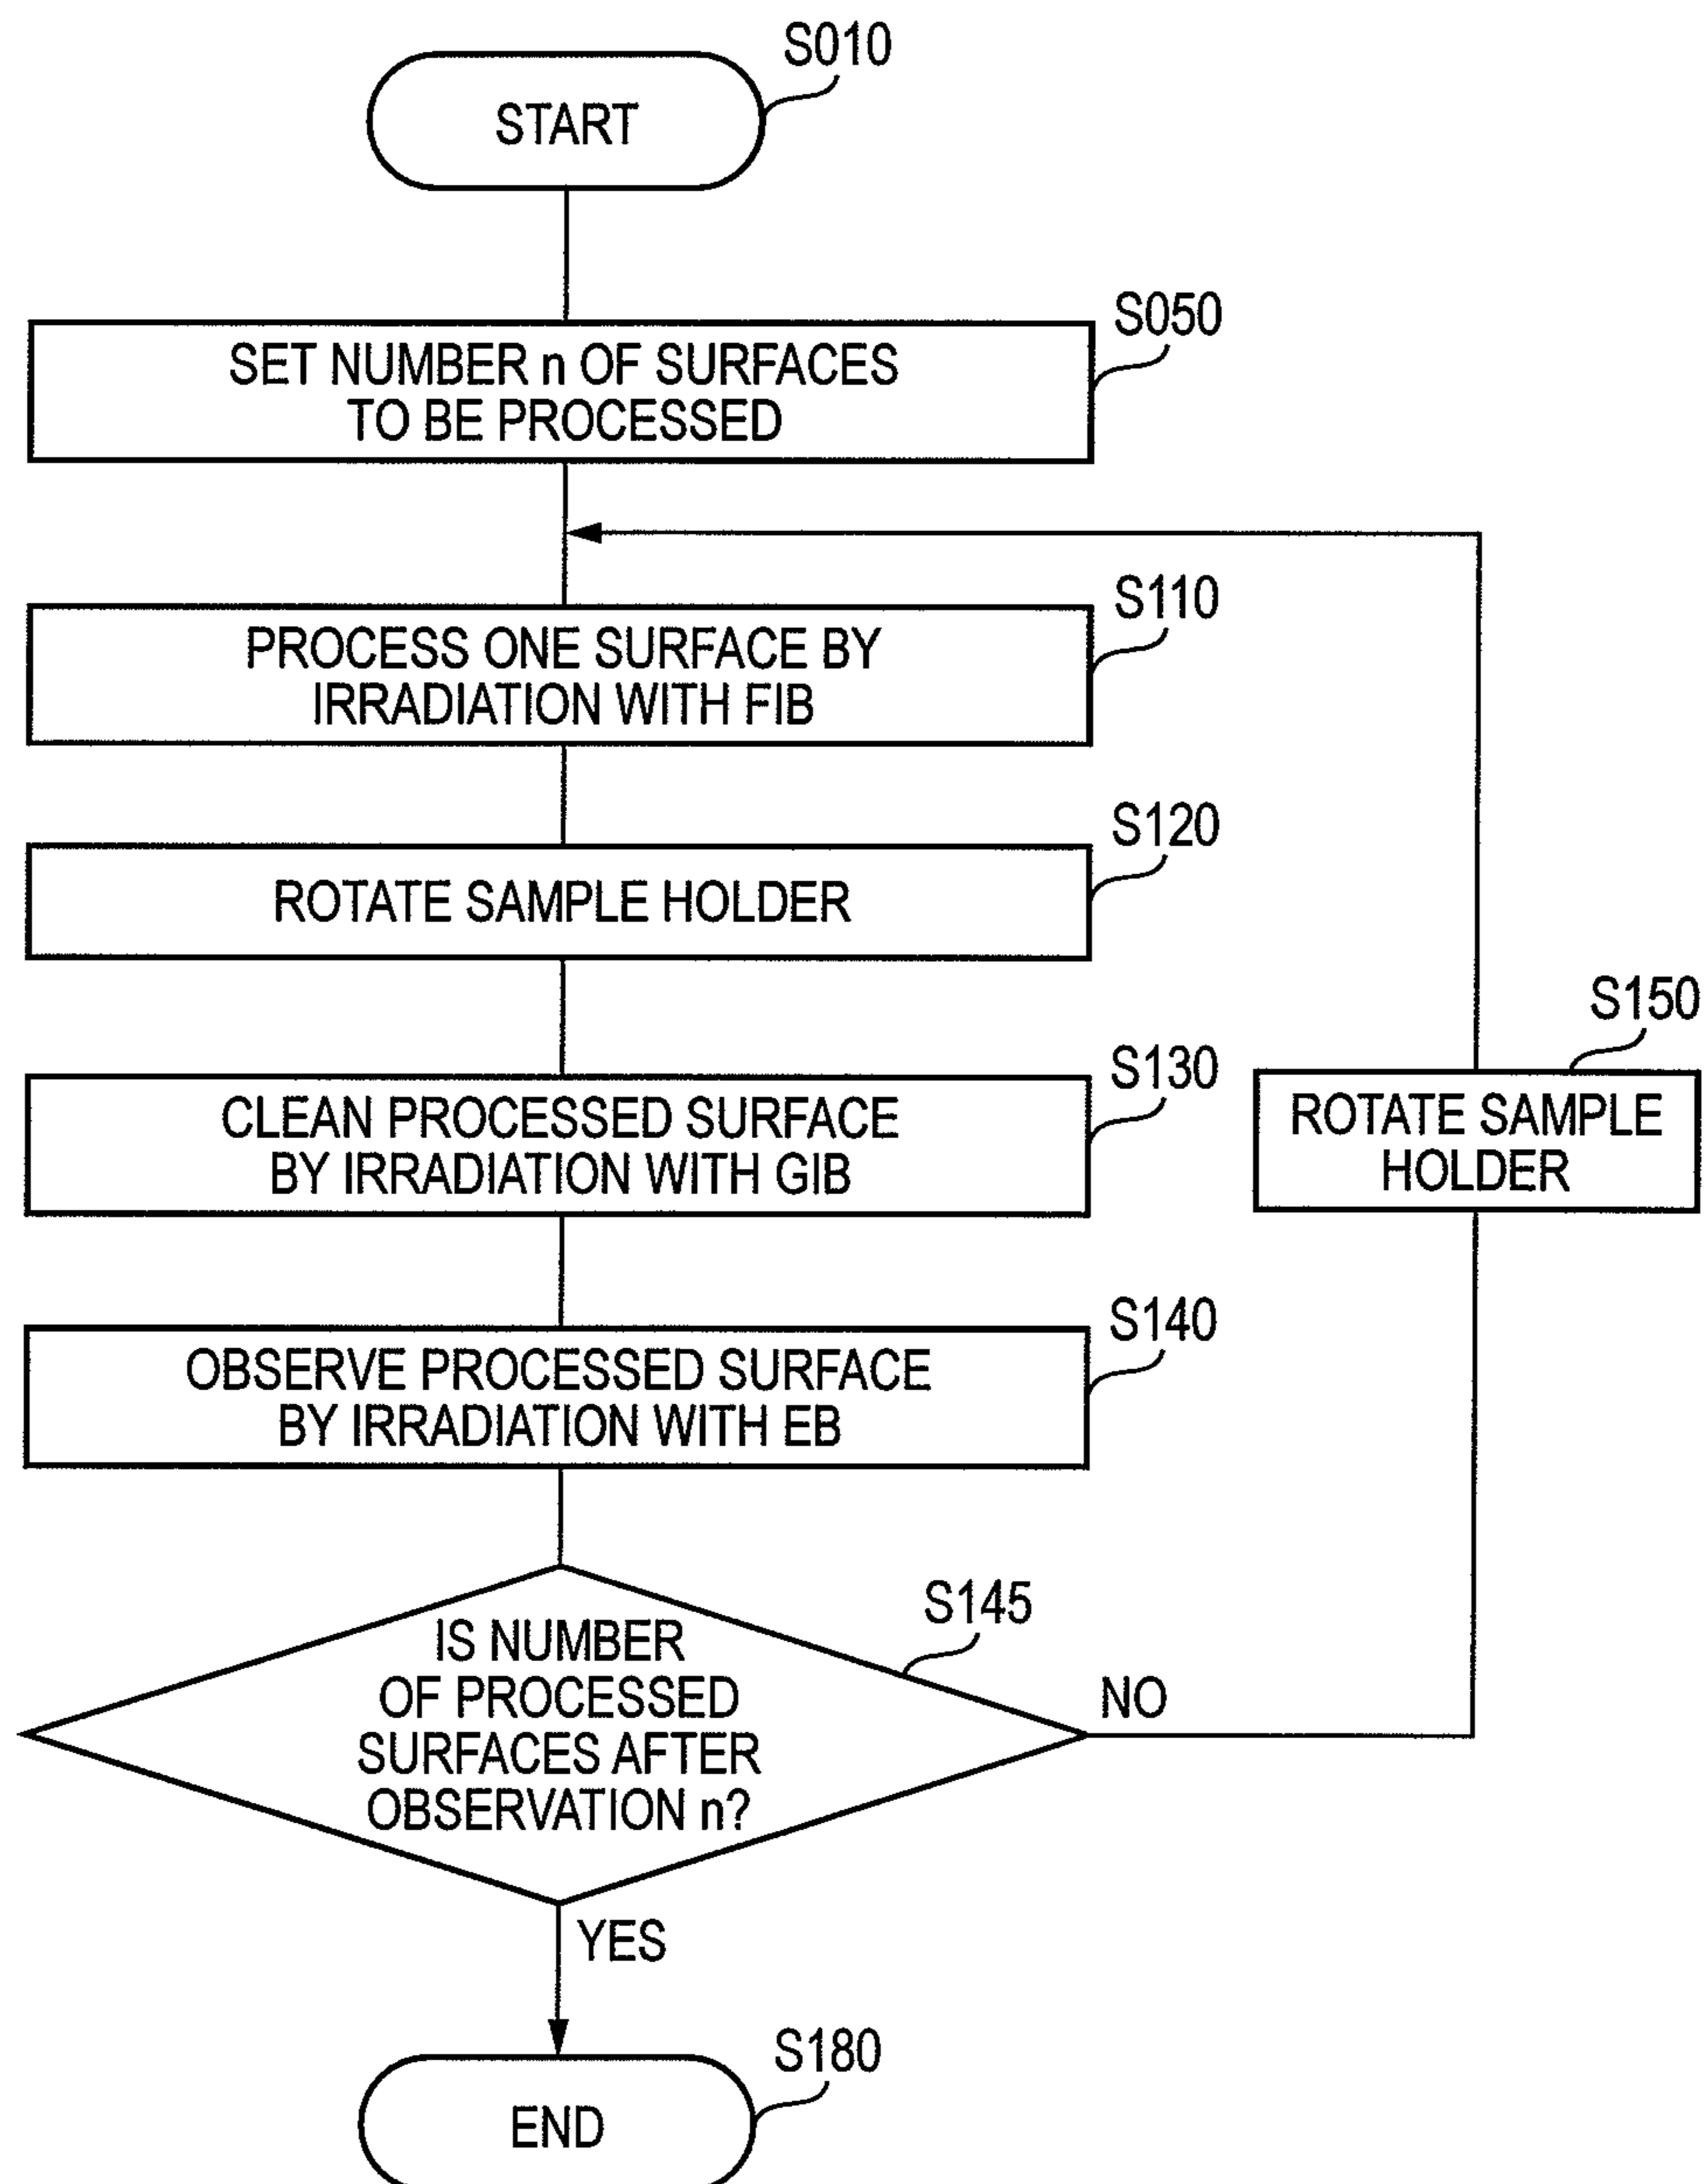 S010
START
S050
SET NUMBER n OF SURFACES
TO BE PROCESSED
S110
PROCESS ONE SURFACE BY
IRRADIATION WITH FIB
S120
ROTATE SAMPLE HOLDER
S130
CLEAN PROCESSED SURFACE
BY IRRADIATION WITH GIB
S150
ROTATE SAMPLE
HOLDER
S140
OBSERVE PROCESSED SURFACE
BY IRRADIATION WITH EB
S145
IS NUMBER
OF PROCESSED
SURFACES AFTER
OBSERVATION n?
NO
YES
S180
END